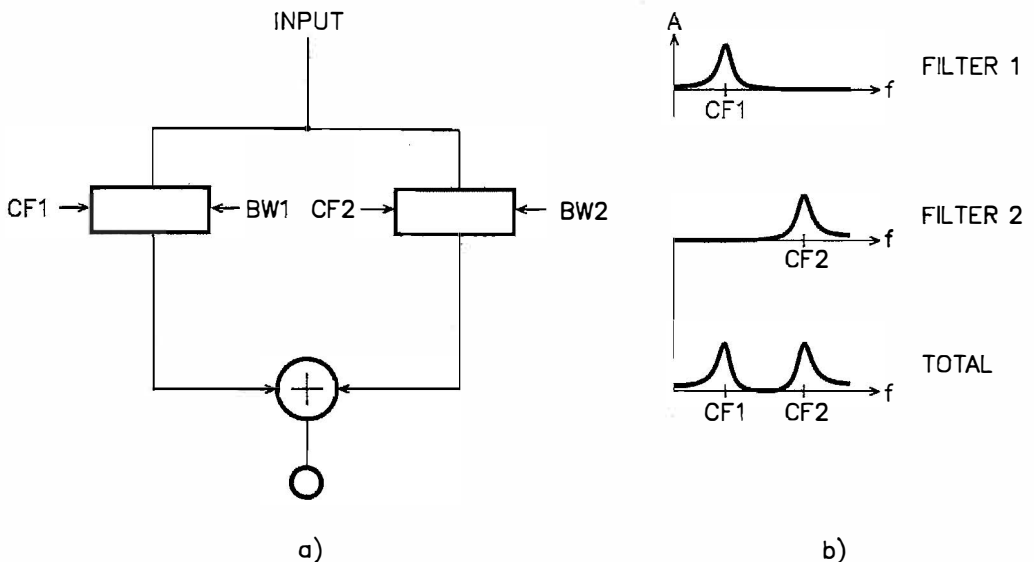 INPUT
CF1 BW1 CF2 BW2
a)
A
f
CF1
FILTER 1
f
CF2
FILTER 2
f
CF1 CF2
TOTAL
b)